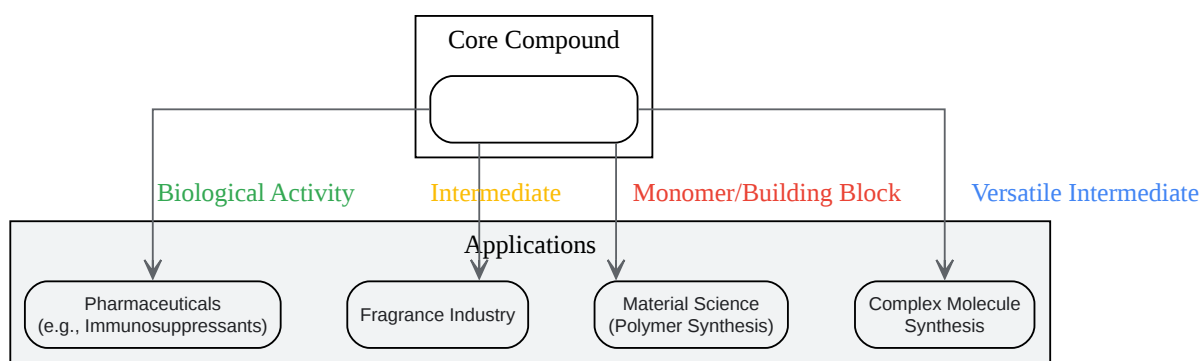 Core Compound
Biological Activity
Intermediate
Monomer/Building Block
Versatile Intermediate
Applications
Pharmaceuticals
(e.g., Immunosuppressants)
Fragrance Industry
Material Science
(Polymer Synthesis)
Complex Molecule
Synthesis